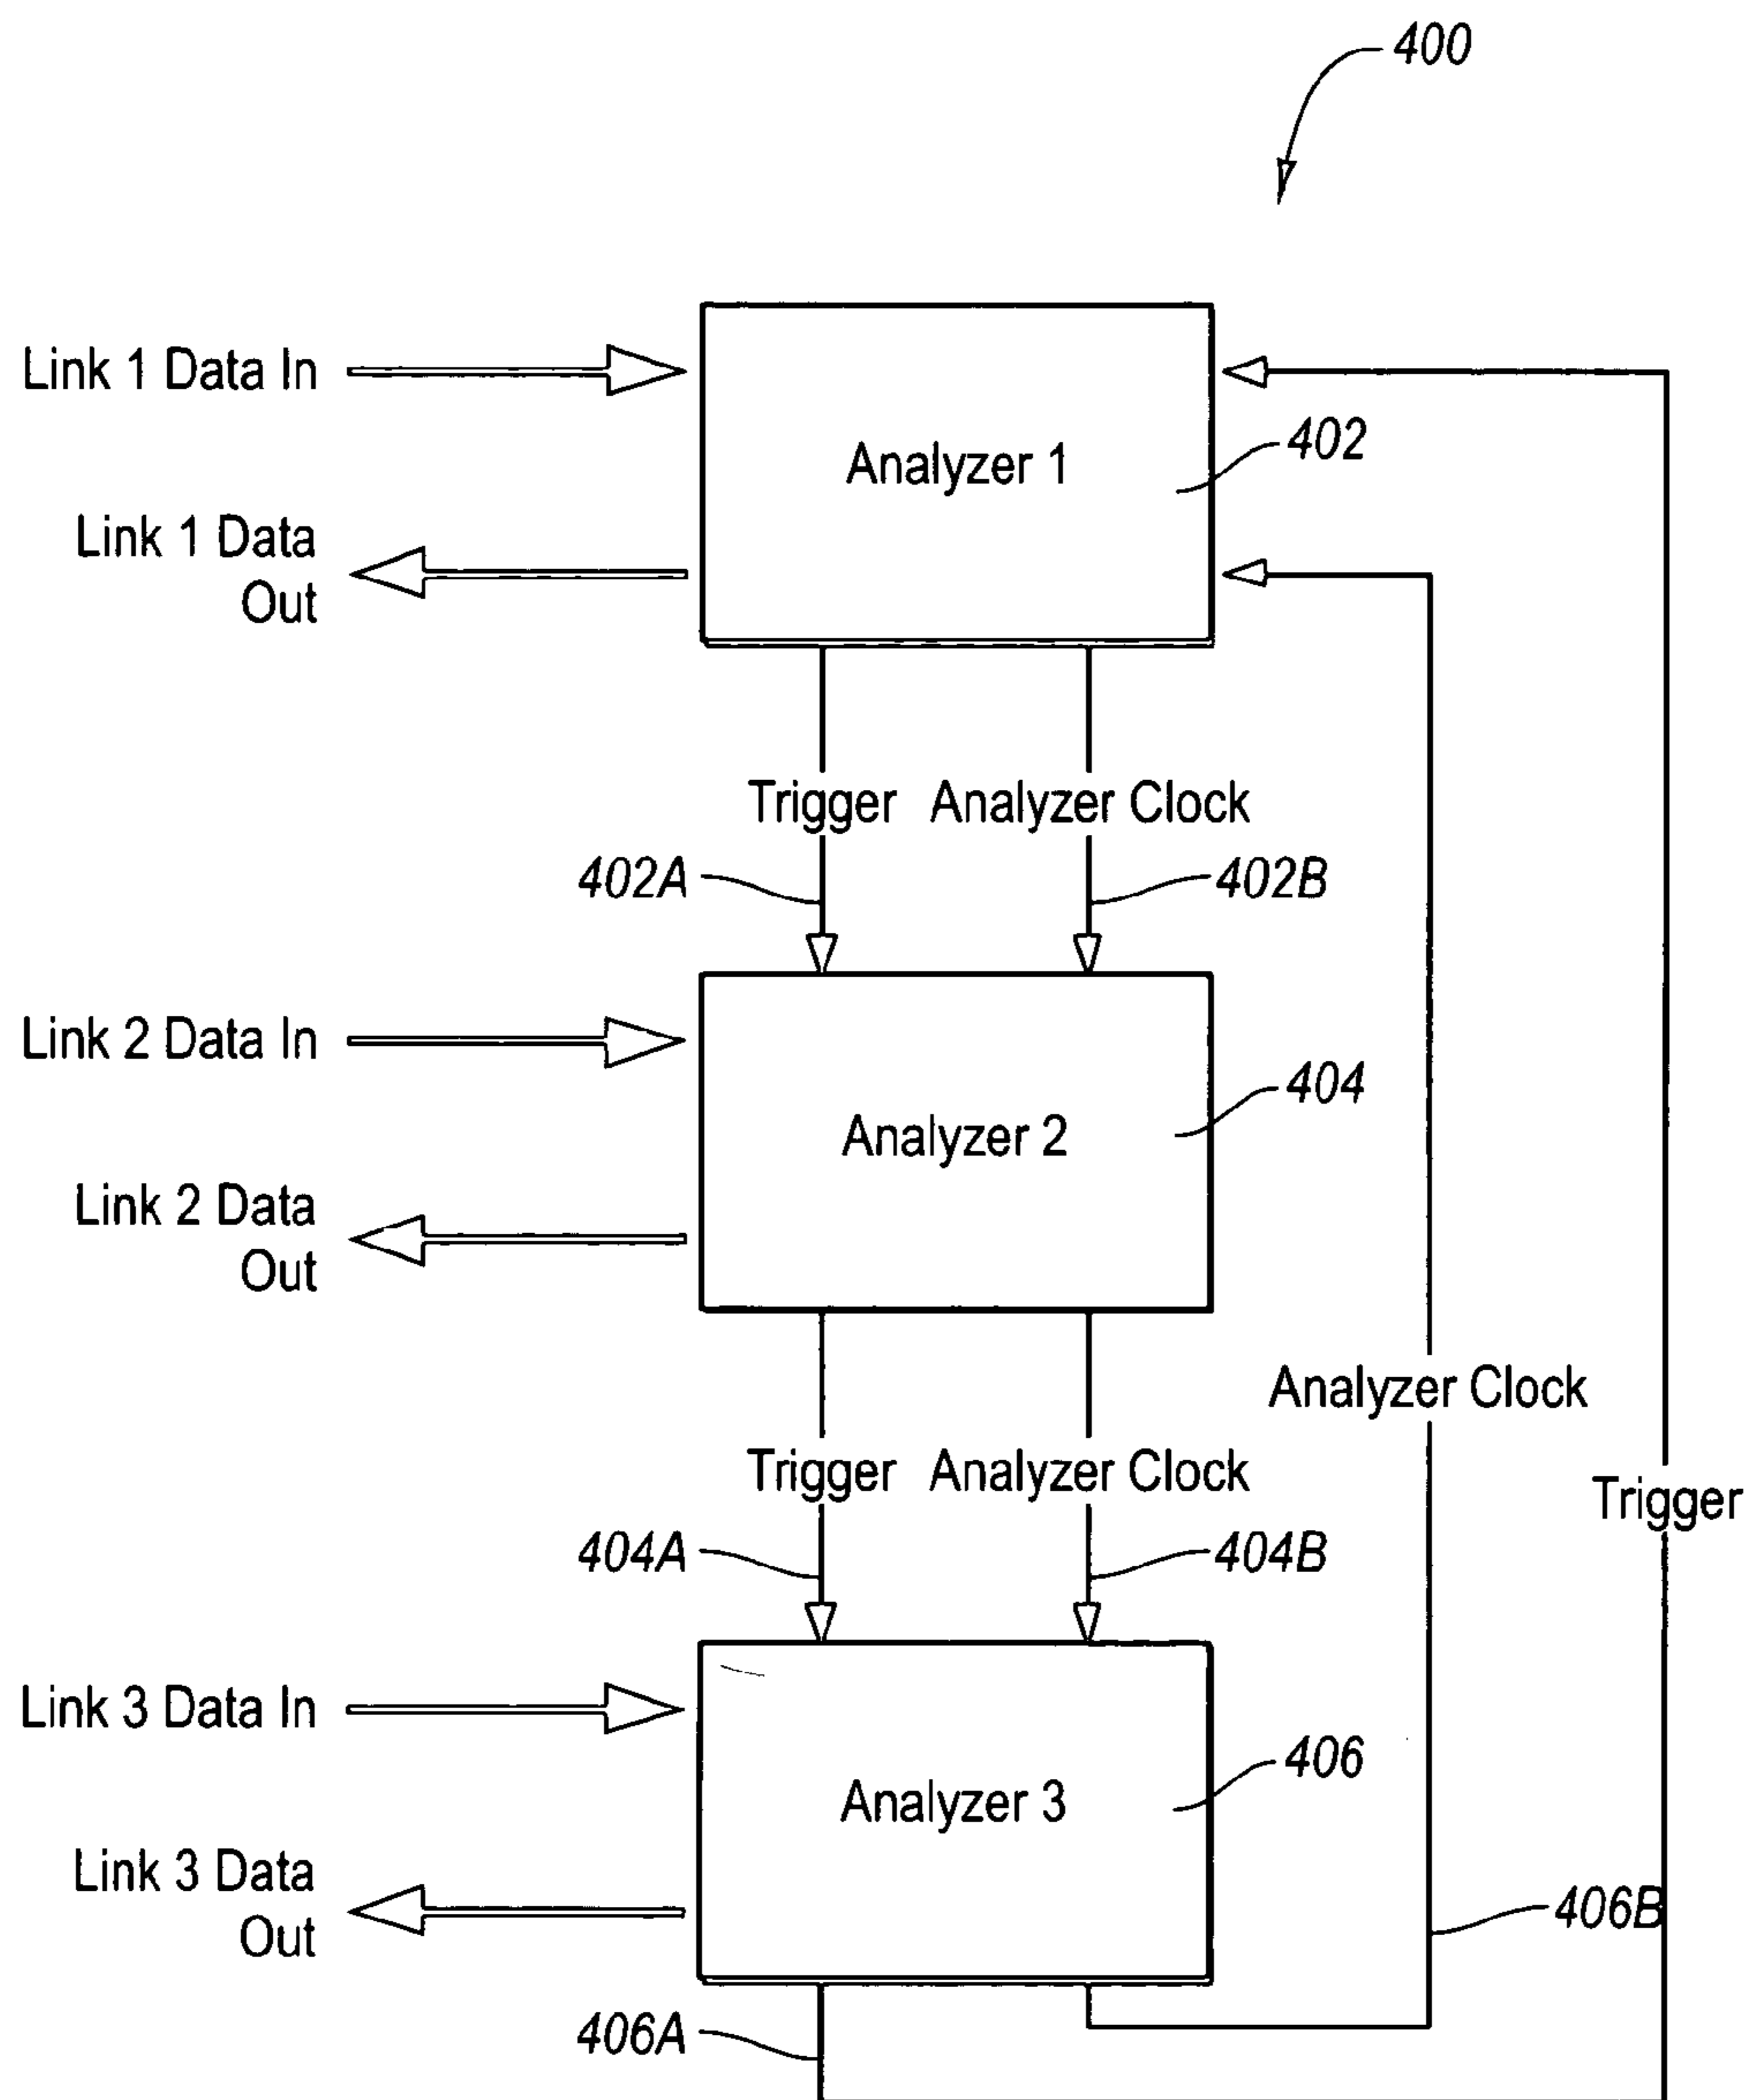 400
Link 1 Data In
Analyzer 1
402
Link 1 Data
Out
Trigger
Analyzer Clock
402A
402B
Link 2 Data In
404
Analyzer 2
Link 2 Data
Out
Analyzer Clock
Trigger
Analyzer Clock
Trigger
404A
404B
Link 3 Data In
406
Analyzer 3
Link 3 Data
Out
406B
406A